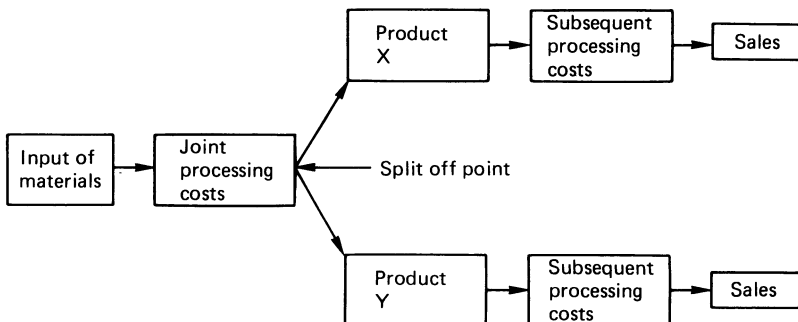 Product
X
Subsequent
processing
costs
Sales
Input of
materials
Joint
processing
costs
Split off point
Product
Y
Subsequent
processing
costs
Sales